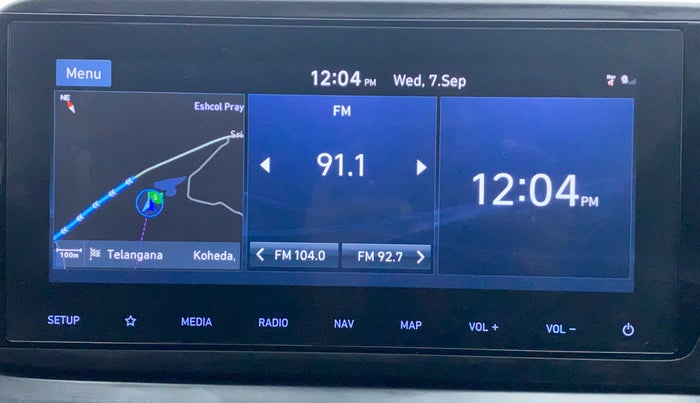 Menu
12:04 PM Wed, 7.Sep
NE
Eshcol Pray
Sri
S
100m
Telangana Koheda,
FM
91.1
FM 104.0
FM 92.7
12:04 PM
SETUP MEDIA RADIO NAV MAP VOL + VOL −